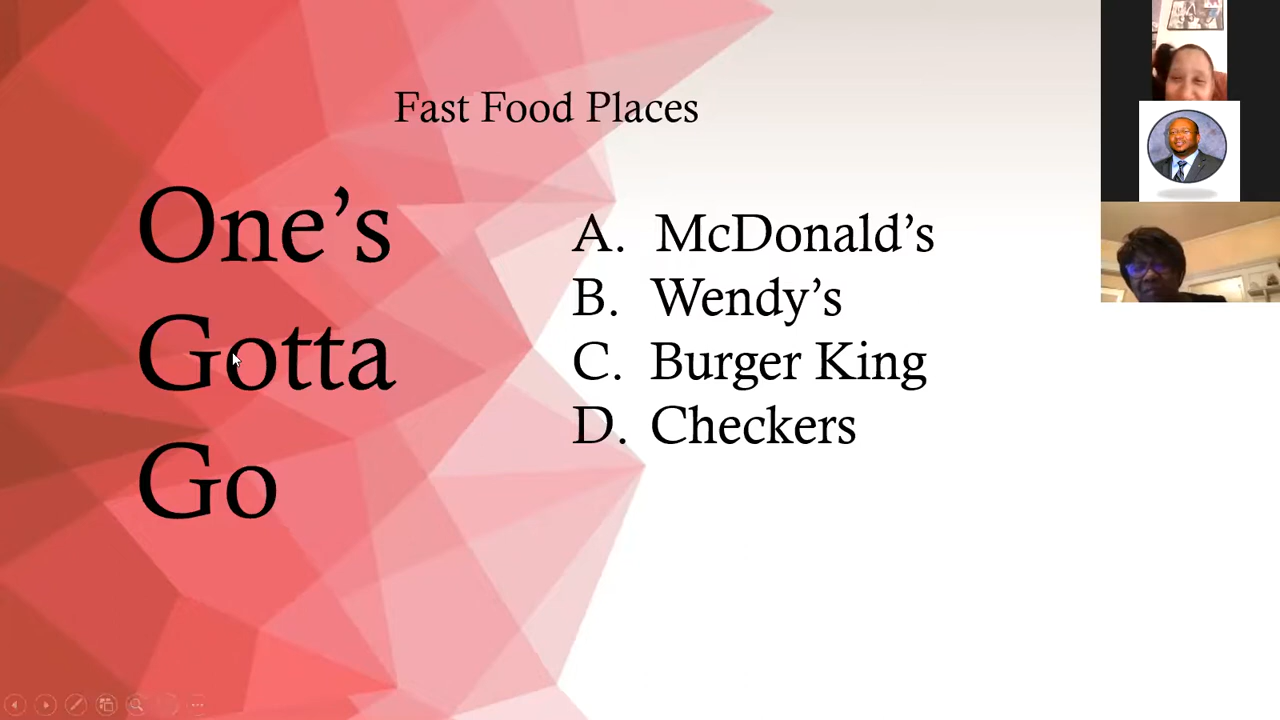 Fast Food Places
One’s
Gotta
Go
A. McDonald’s
B. Wendy’s
C. Burger King
D. Checkers